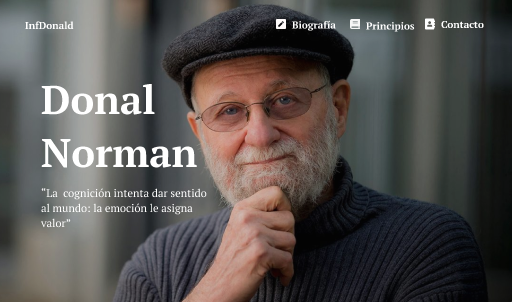 InfDonald
Biografía
Principios
Contacto
Donal
Norman
“La cognición intenta dar sentido
al mundo: la emoción le asigna
valor”